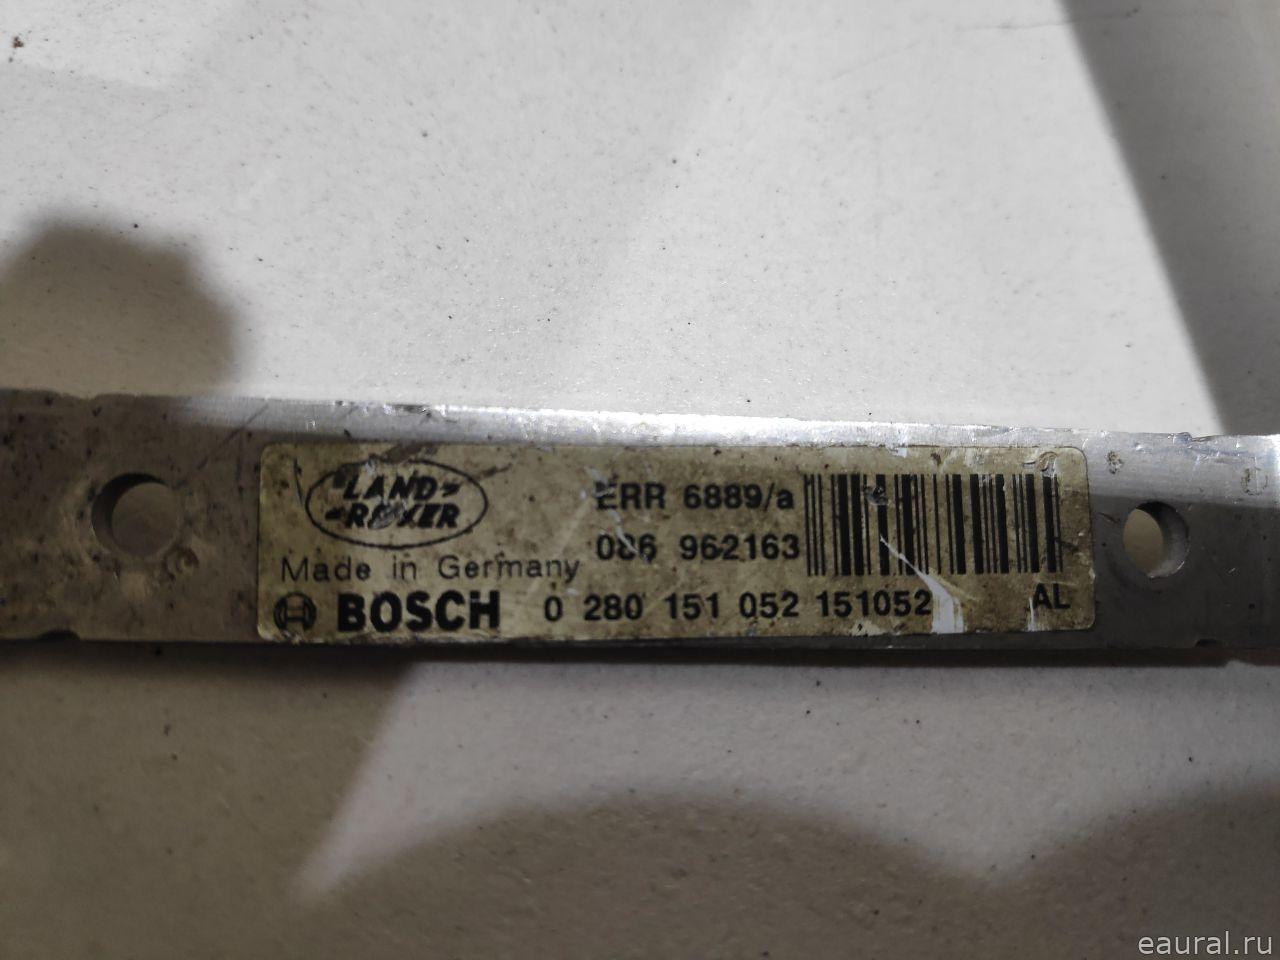 LAND ROVER
ERR 6889/a
086 962163
Made in Germany
BOSCH 0 280 151 052 151052 AL
eaural.ru